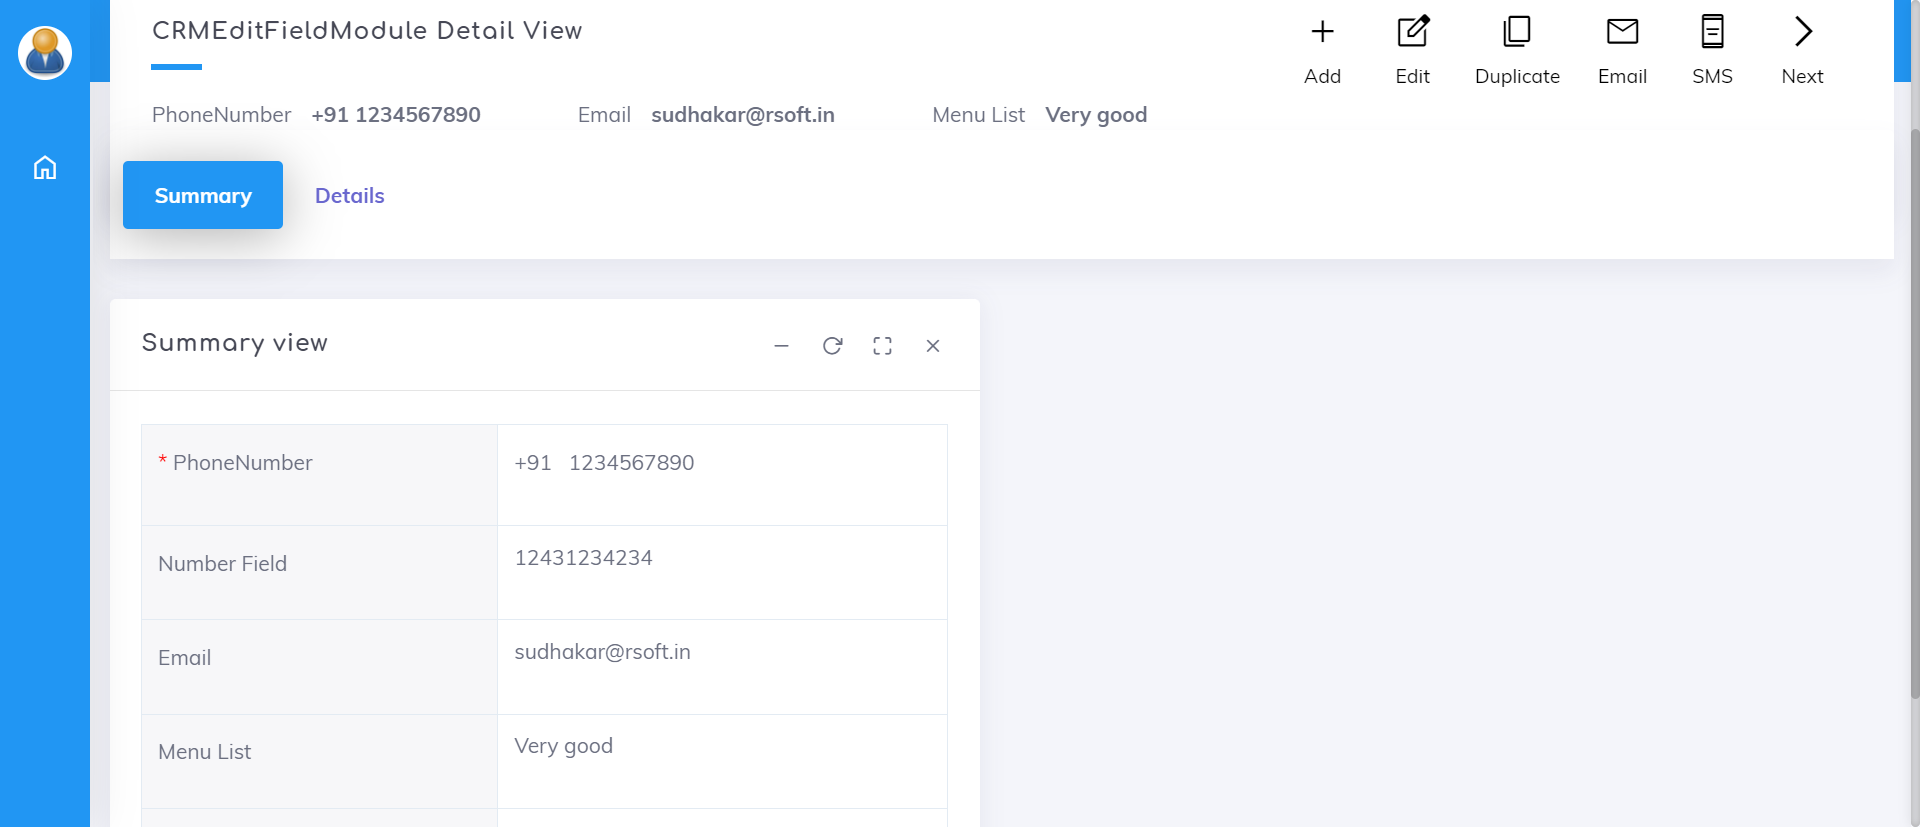 CRMEditFieldModule Detail View
Add Edit Duplicate Email SMS Next
PhoneNumber +91 1234567890 Email sudhakar@rsoft.in Menu List Very good
Summary Details
Summary view
* PhoneNumber +91 1234567890
Number Field 12431234234
Email sudhakar@rsoft.in
Menu List Very good